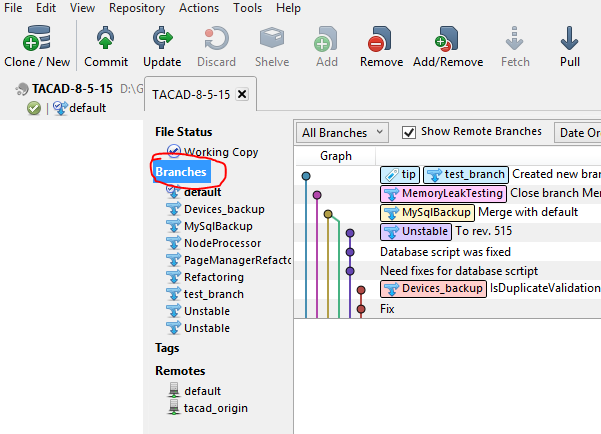 File Edit View Repository Actions Tools Help
Clone / New Commit Update Discard Shelve Add Remove Add/Remove Fetch Pull
TACAD-8-5-15 D:\G
default
TACAD-8-5-15
File Status
Working Copy
Branches
default
Devices_backup
MySqlBackup
NodeProcessor
PageManagerRefacto
Refactoring
test_branch
Unstable
Unstable
Tags
Remotes
default
tacad_origin
All Branches Show Remote Branches Date Or
Graph
tip test_branch Created new bran
MemoryLeakTesting Close branch Mer
MySqlBackup Merge with default
Unstable To rev. 515
Database script was fixed
Need fixes for database scrtipt
Devices_backup IsDuplicateValidation
Fix